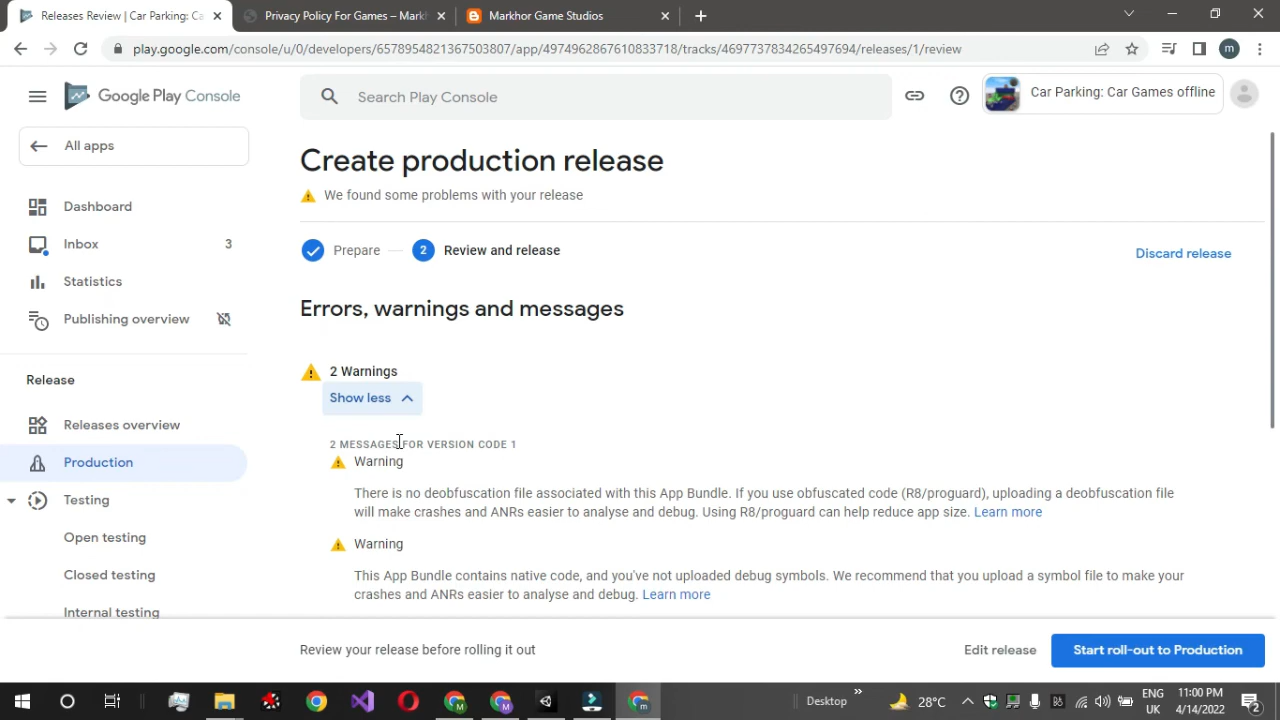 Releases Review | Car Parking: Ca
Privacy Policy For Games – Markh
Markhor Game Studios
play.google.com/console/u/0/developers/6578954821367503807/app/4974962867610833718/tracks/4697737834265497694/releases/1/review
m
Google Play Console
Search Play Console
Car Parking: Car Games offline
All apps
Dashboard
Inbox 3
Statistics
Publishing overview
Release
Releases overview
Production
Testing
Open testing
Closed testing
Internal testing
Create production release
We found some problems with your release
Prepare
2 Review and release
Discard release
Errors, warnings and messages
2 Warnings
Show less
2 MESSAGES FOR VERSION CODE 1
Warning
There is no deobfuscation file associated with this App Bundle. If you use obfuscated code (R8/proguard), uploading a deobfuscation file
will make crashes and ANRs easier to analyse and debug. Using R8/proguard can help reduce app size. Learn more
Warning
This App Bundle contains native code, and you've not uploaded debug symbols. We recommend that you upload a symbol file to make your
crashes and ANRs easier to analyse and debug. Learn more
Review your release before rolling it out
Edit release
Start roll-out to Production
Desktop
28°C
ENG
UK
11:00 PM
4/14/2022
2